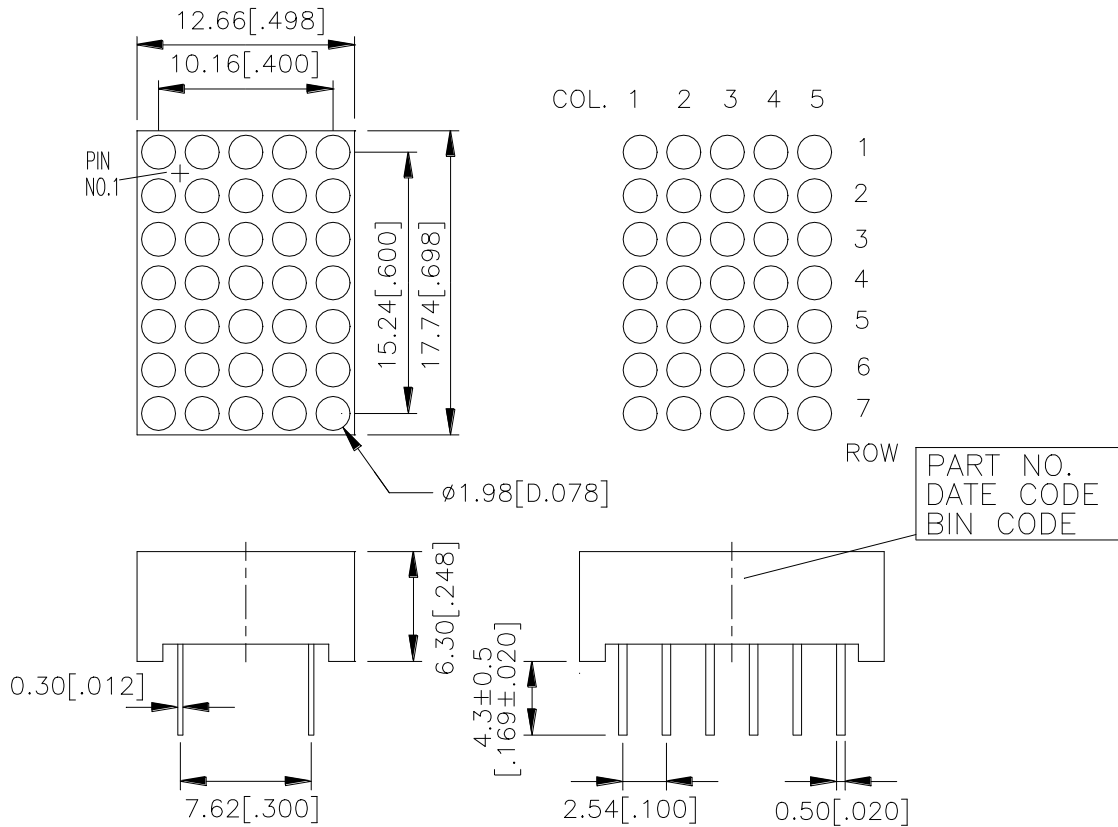 12.66[.498]
10.16[.400]
PIN
NO.1
15.24[.600]
17.74[.698]
ø1.98[D.078]
COL. 1 2 3 4 5
1
2
3
4
5
6
7
ROW
PART NO.
DATE CODE
BIN CODE
6.30[.248]
0.30[.012]
7.62[.300]
4.3±0.5
[.169±.020]
2.54[.100]
0.50[.020]